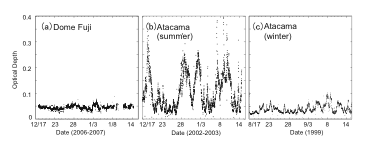 (a) Dome Fuji
(b) Atacama
(summer)
(c) Atacama
(winter)
Optical Depth
0.4
0.3
0.2
0.1
0
12/17 23 28 1/3 1/8 14
12/17 23 28 1/3 8 14
8/17 23 28 9/3 8 14
Date (2006-2007)
Date (2002-2003)
Date (1999)